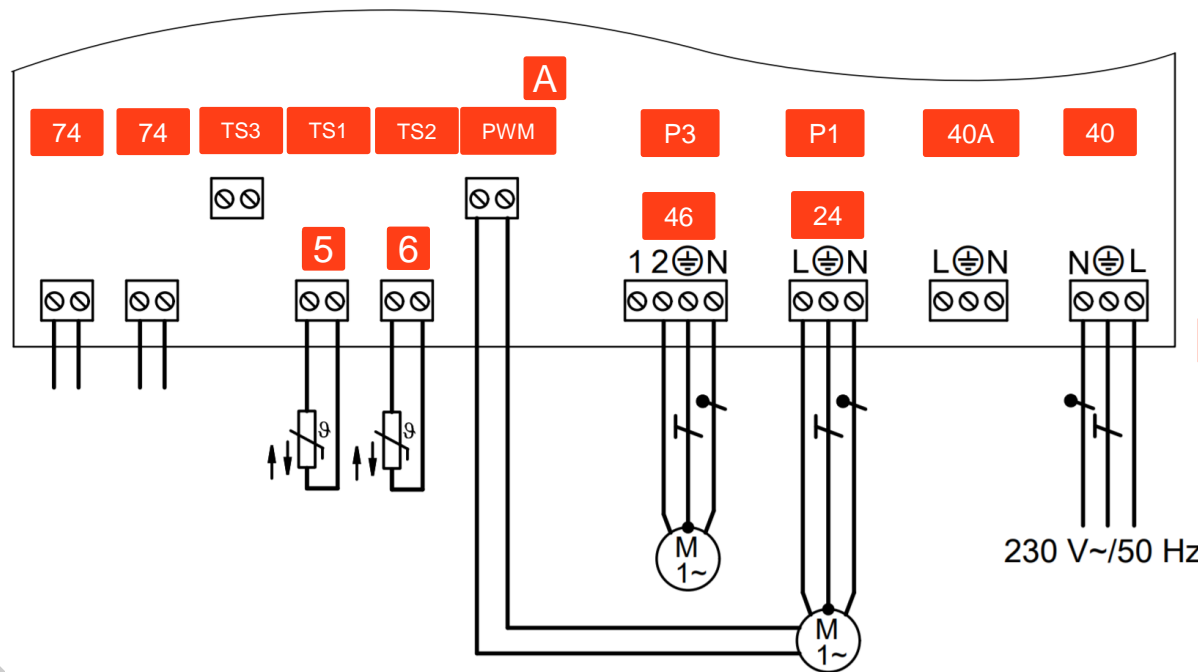 A
74 74 TS3 TS1 TS2 PWM P3 P1 40A 40
46 24
5 6
1 2 N L N L N N L
ϑ ϑ
M
1~
230 V~/50 Hz
M
1~